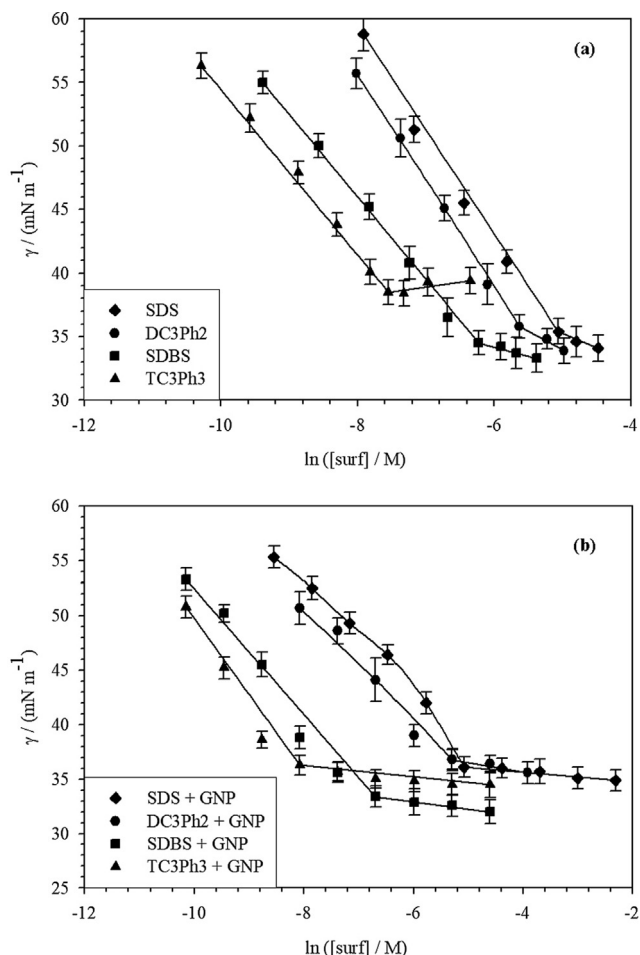 60
(a)
55
50
45
40
35
30
γ / (mN m⁻¹)
SDS
DC3Ph2
SDBS
TC3Ph3
-12
-10
-8
-6
-4
ln ([surf] / M)
60
(b)
55
50
45
40
35
30
25
γ / (mN m⁻¹)
SDS + GNP
DC3Ph2 + GNP
SDBS + GNP
TC3Ph3 + GNP
-12
-10
-8
-6
-4
-2
ln ([surf] / M)